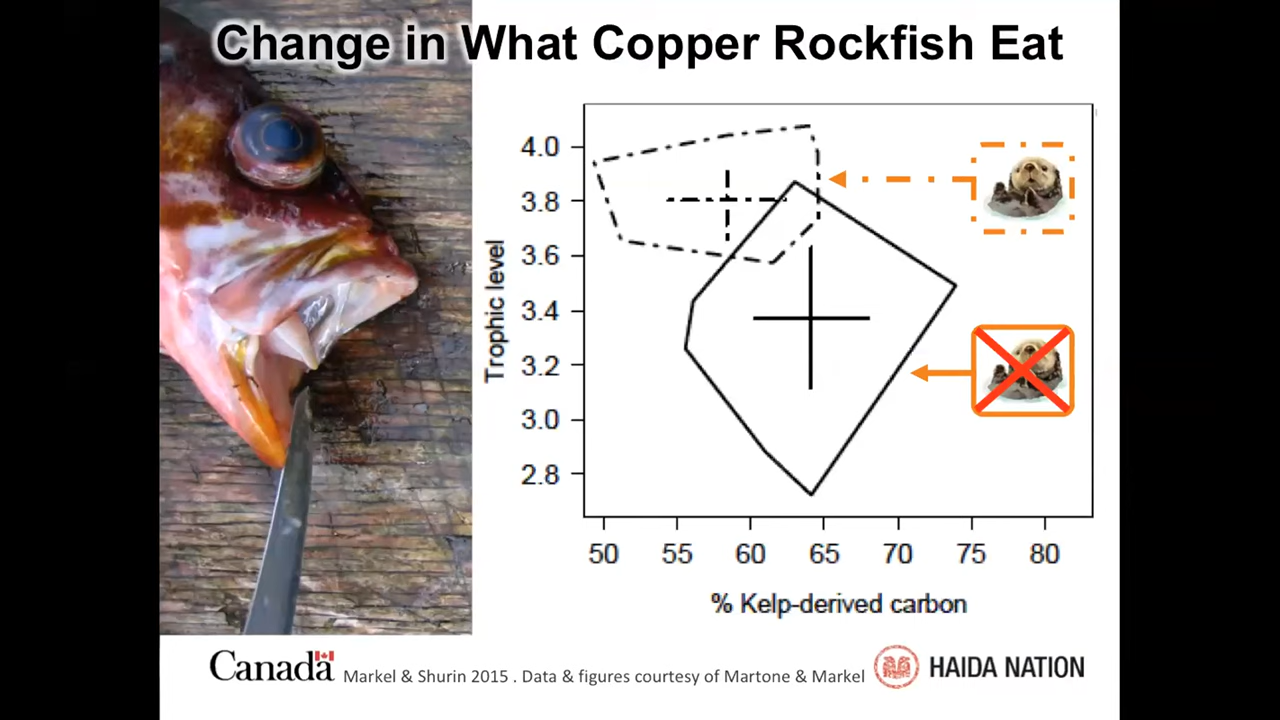 Change in What Copper Rockfish Eat
Trophic level
4.0
3.8
3.6
3.4
3.2
3.0
2.8
50 55 60 65 70 75 80
% Kelp-derived carbon
Canada
Markel & Shurin 2015 . Data & figures courtesy of Martone & Markel
HAIDA NATION